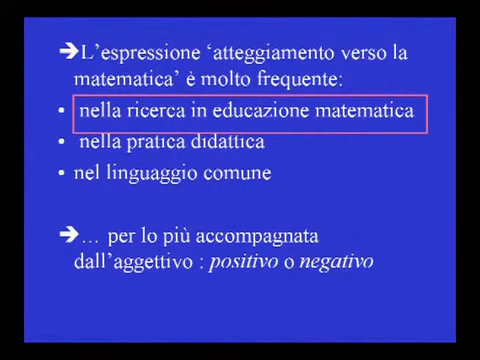 ➔L'espressione 'atteggiamento verso la
matematica' è molto frequente:
• nella ricerca in educazione matematica
• nella pratica didattica
• nel linguaggio comune
➔… per lo più accompagnata
dall'aggettivo : positivo o negativo